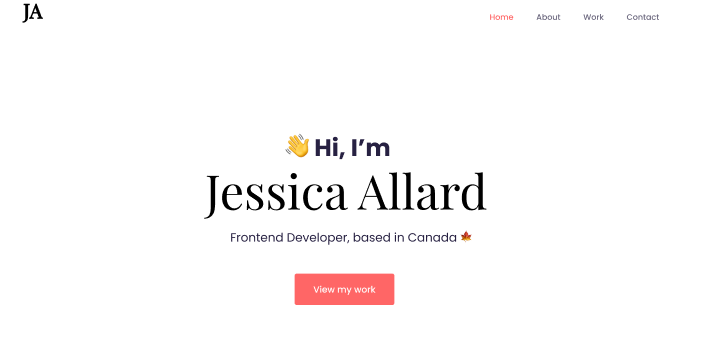 JA
Home About Work Contact
👋 Hi, I’m
Jessica Allard
Frontend Developer, based in Canada 🍁
View my work